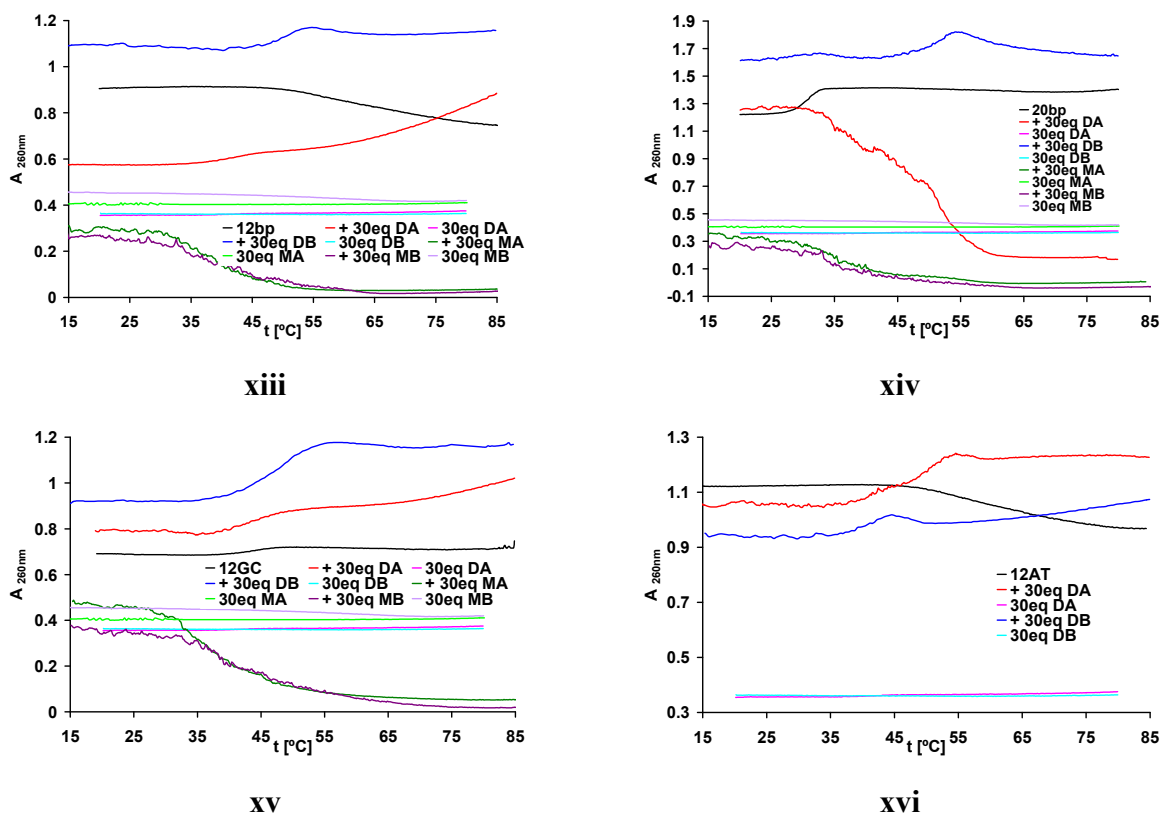 1.2
1
0.8
0.6
0.4
0.2
0
A 260nm
12bp + 30eq DA 30eq DA
+ 30eq DB 30eq DB + 30eq MA
30eq MA + 30eq MB 30eq MB
15 25 35 45 55 65 75 85
t [ºC]
xiii
2.1
1.9
1.7
1.5
1.3
1.1
0.9
0.7
0.5
0.3
0.1
-0.1
A 260nm
20bp
+ 30eq DA
30eq DA
+ 30eq DB
30eq DB
+ 30eq MA
30eq MA
+ 30eq MB
30eq MB
15 25 35 45 55 65 75 85
t [ºC]
xiv
1.2
1
0.8
0.6
0.4
0.2
0
A 260nm
12GC + 30eq DA 30eq DA
+ 30eq DB 30eq DB + 30eq MA
30eq MA + 30eq MB 30eq MB
15 25 35 45 55 65 75 85
t [ºC]
xv
1.3
1.1
0.9
0.7
0.5
0.3
A 260nm
12AT
+ 30eq DA
30eq DA
+ 30eq DB
30eq DB
15 25 35 45 55 65 75 85
t [ºC]
xvi